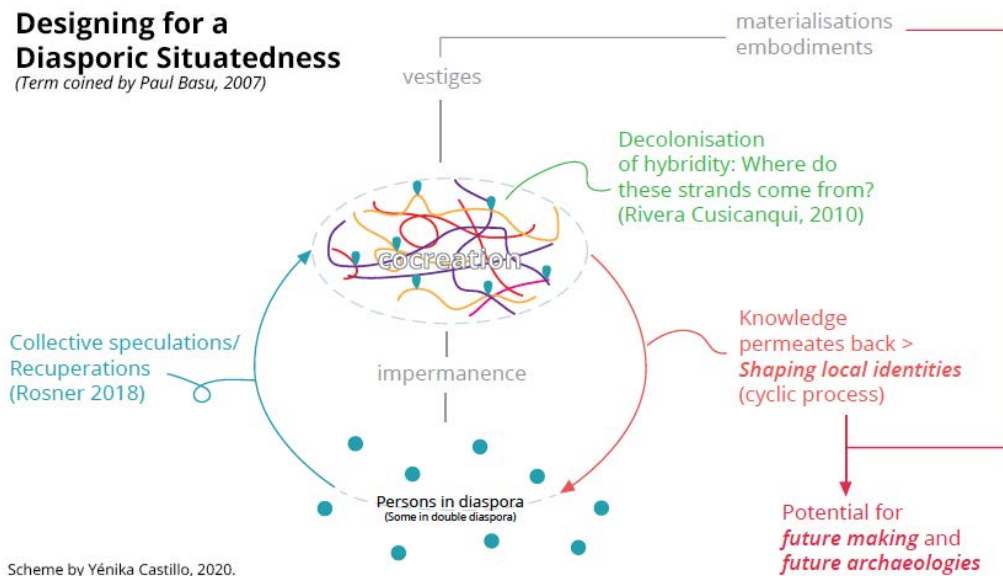 Designing for a
Diasporic Situatedness
(Term coined by Paul Basu, 2007)
materialisations
embodiments
vestiges
Decolonisation
of hybridity: Where do
these strands come from?
(Rivera Cusicanqui, 2010)
cocreation
Collective speculations/
Recuperations
(Rosner 2018)
impermanence
Knowledge
permeates back >
Shaping local identities
(cyclic process)
Persons in diaspora
(Some in double diaspora)
Potential for
future making and
future archaeologies
Scheme by Yénika Castillo, 2020.